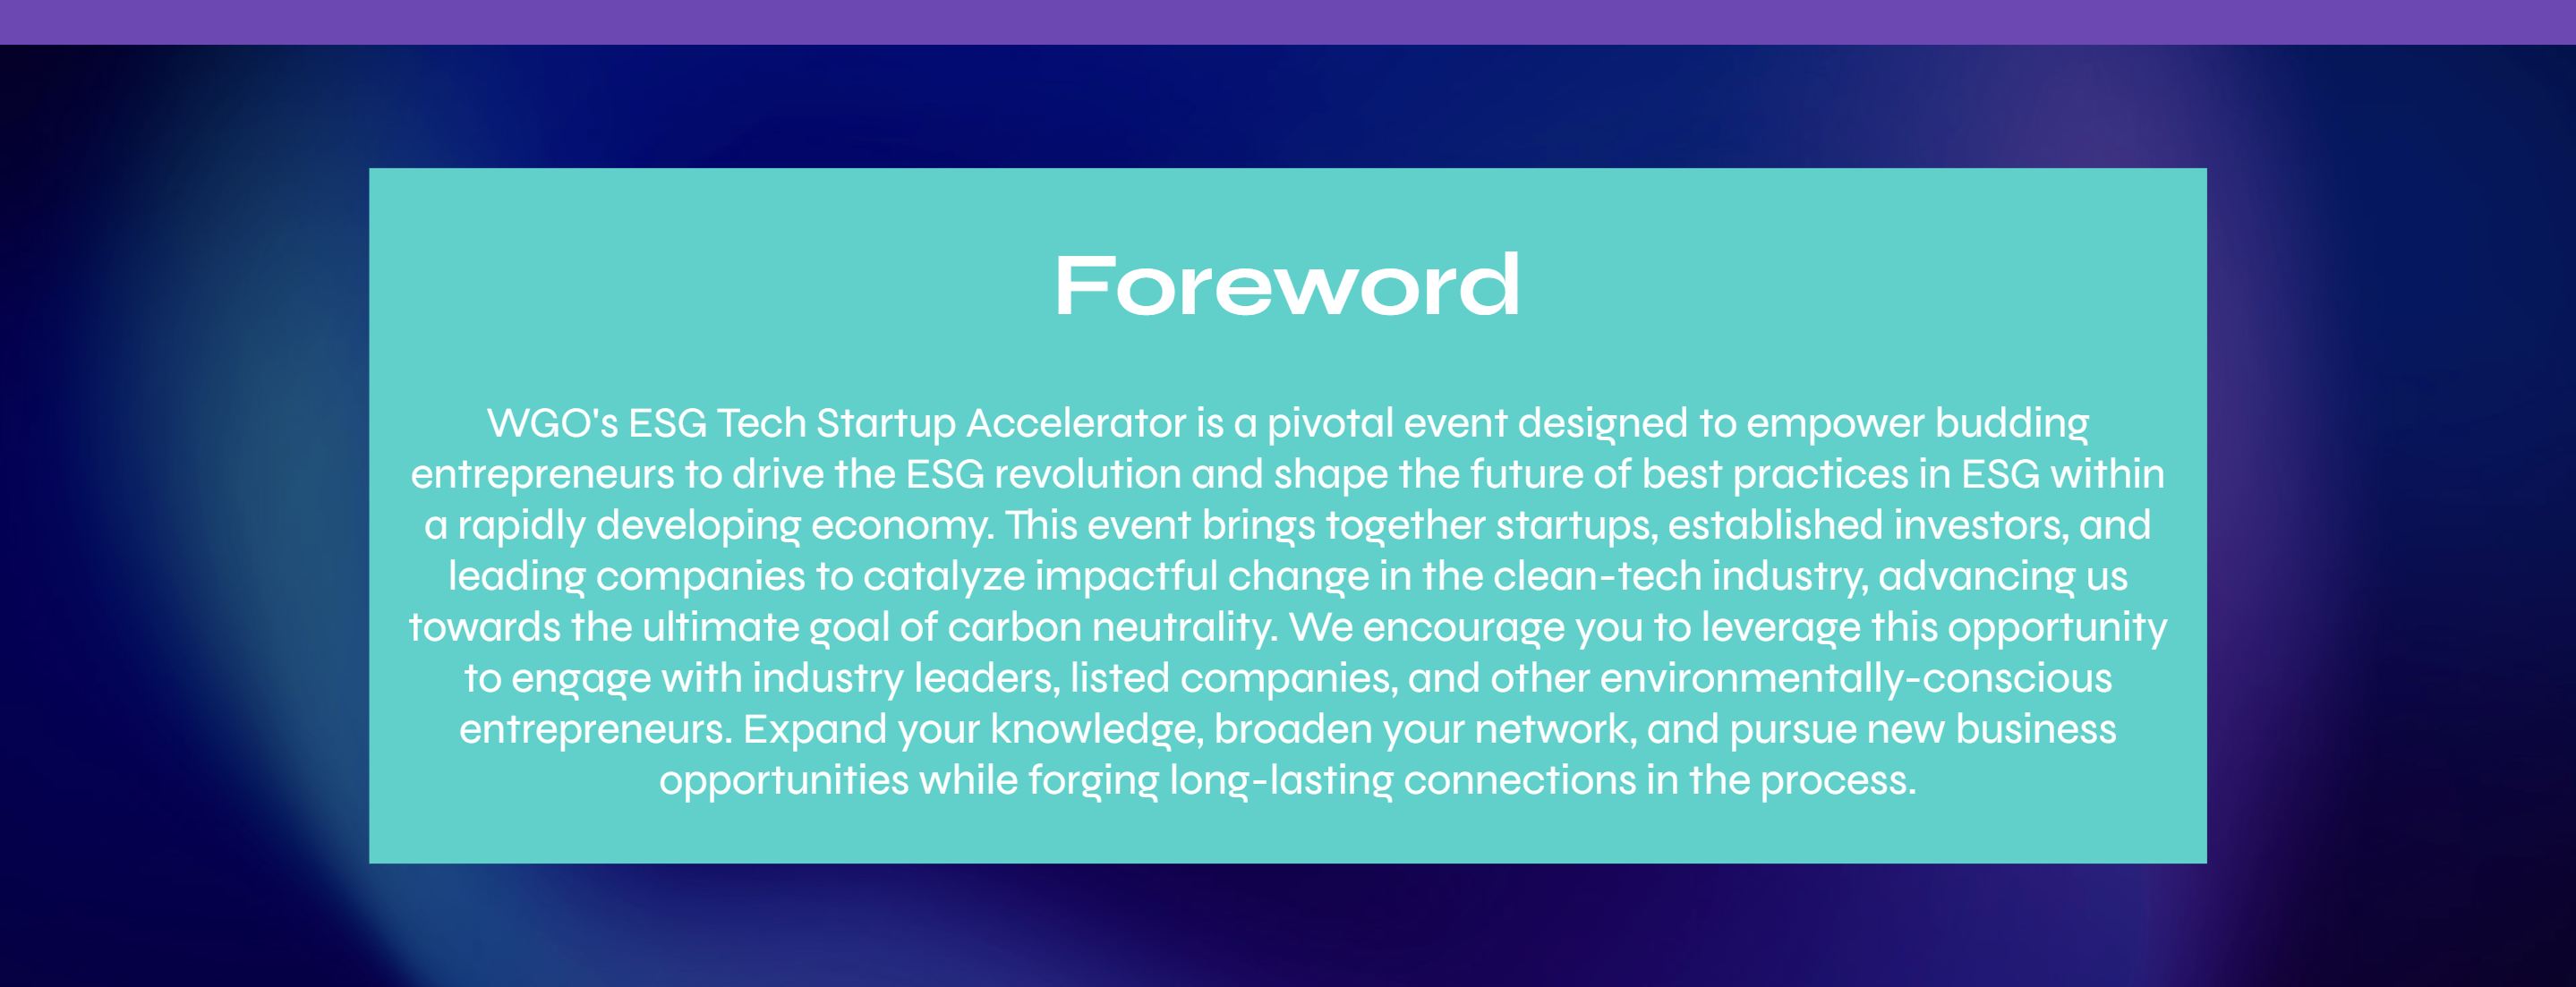 Foreword
WGO's ESG Tech Startup Accelerator is a pivotal event designed to empower budding
entrepreneurs to drive the ESG revolution and shape the future of best practices in ESG within
a rapidly developing economy. This event brings together startups, established investors, and
leading companies to catalyze impactful change in the clean-tech industry, advancing us
towards the ultimate goal of carbon neutrality. We encourage you to leverage this opportunity
to engage with industry leaders, listed companies, and other environmentally-conscious
entrepreneurs. Expand your knowledge, broaden your network, and pursue new business
opportunities while forging long-lasting connections in the process.